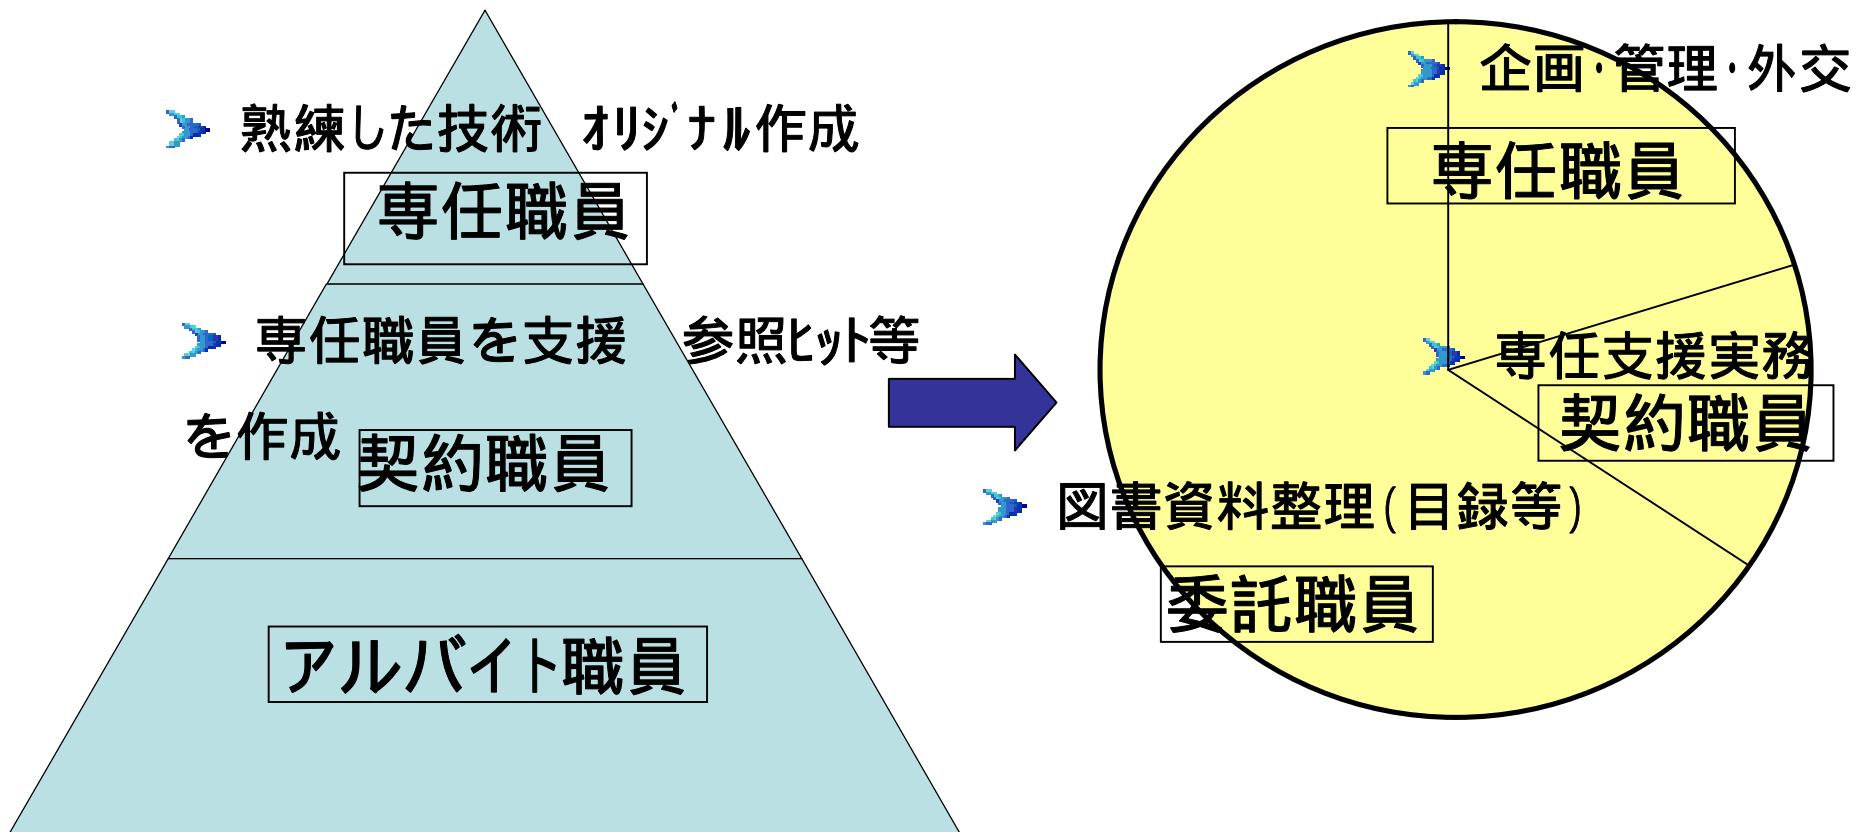 熟練した技術　ｵﾘｼﾞﾅﾙ作成
専任職員
専任職員を支援　参照ﾋｯﾄ等
を作成
契約職員
アルバイト職員
企画･管理･外交
専任職員
専任支援実務
契約職員
図書資料整理(目録等)
委託職員